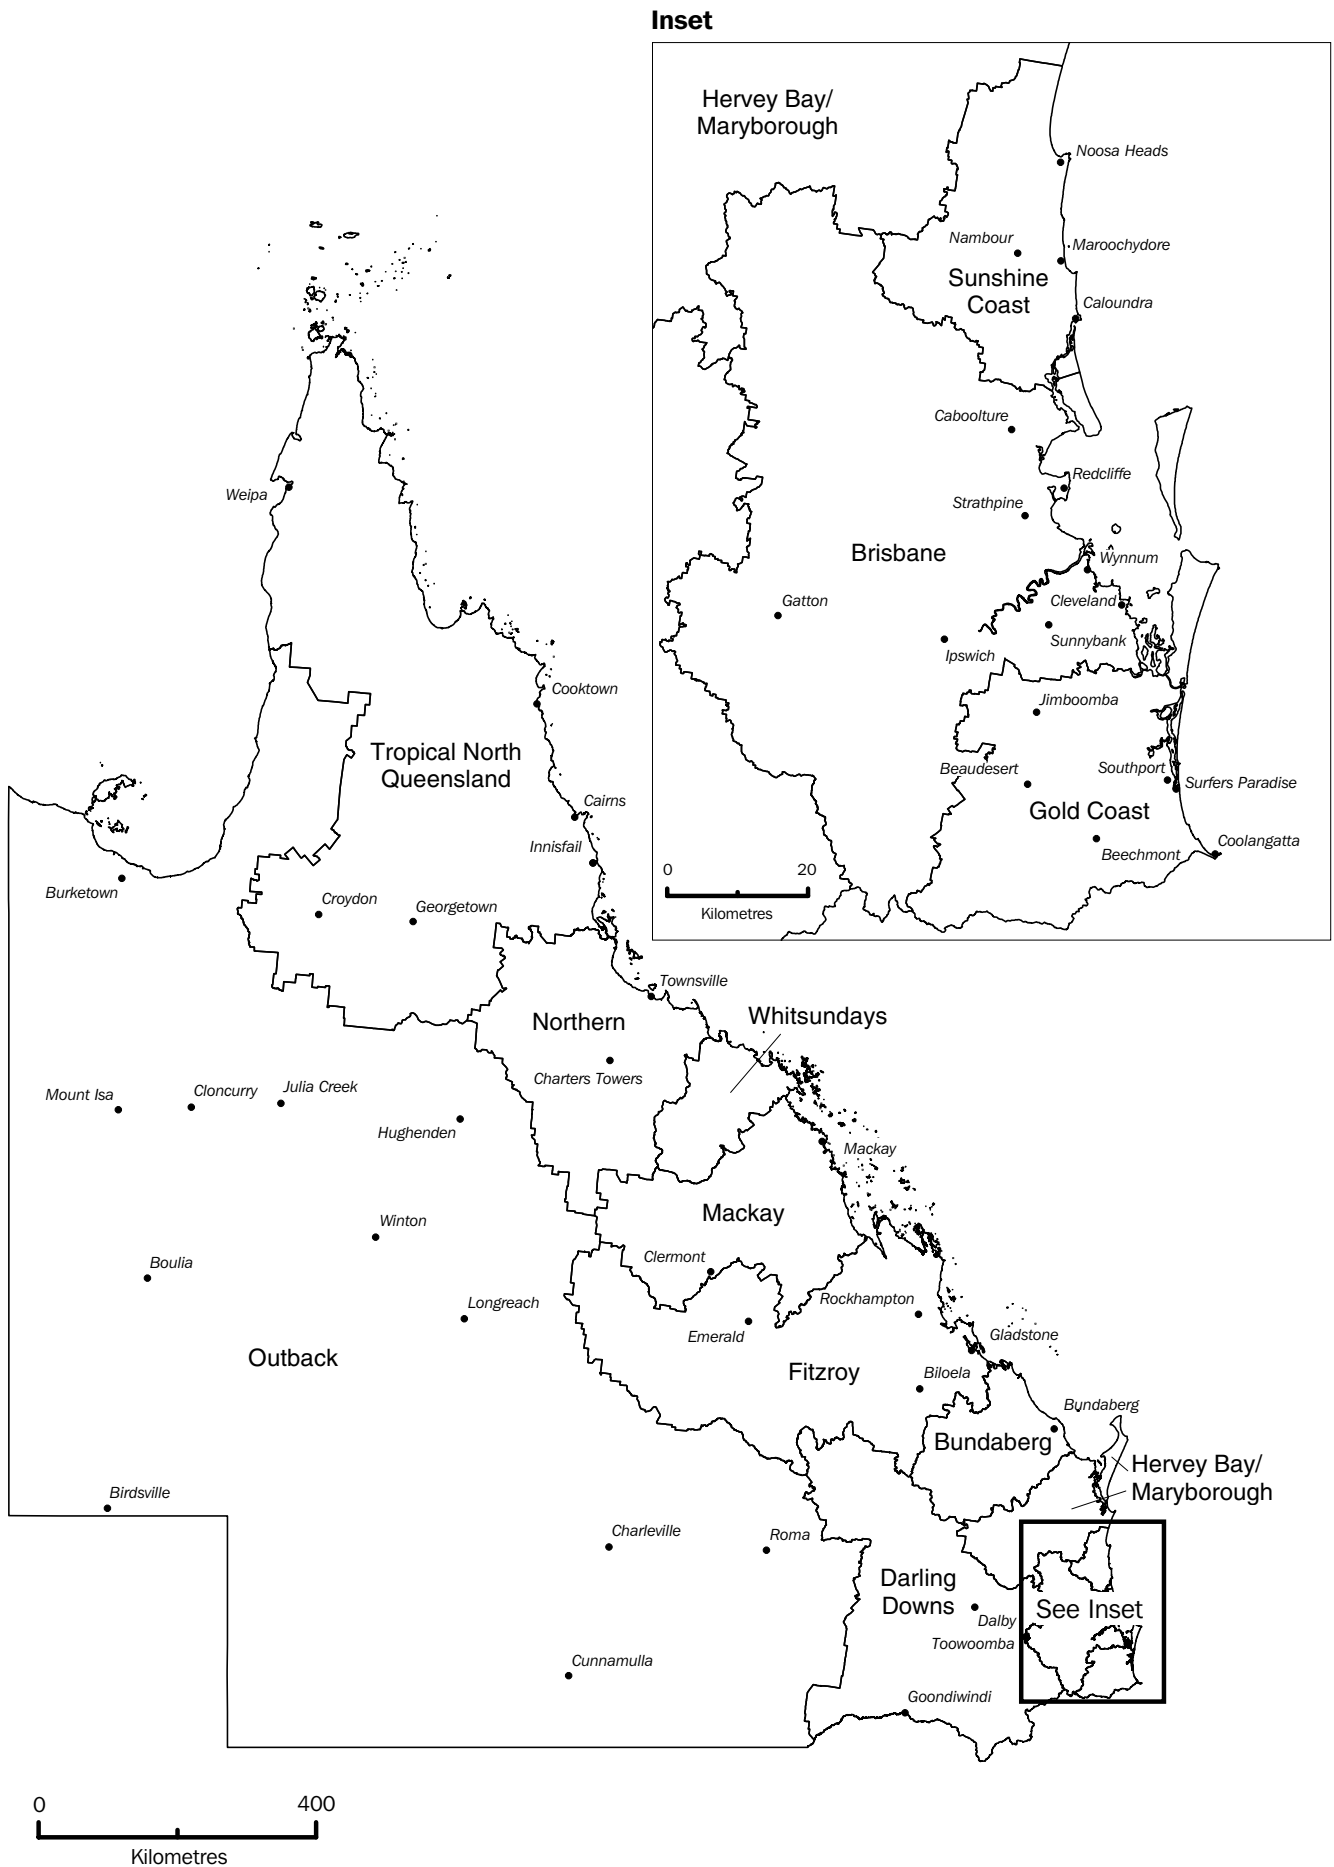 Inset
Hervey Bay/
Maryborough
Noosa Heads
Nambour
Maroochydore
Sunshine
Coast
Caloundra
Caboolture
Redcliffe
Strathpine
Brisbane
Wynnum
Gatton
Cleveland
Sunnybank
Ipswich
Jimboomba
Beaudesert
Southport
Surfers Paradise
Gold Coast
Coolangatta
Beechmont
0 20
Kilometres
Weipa
Cooktown
Tropical North
Queensland
Cairns
Innisfail
Burketown
Croydon
Georgetown
Townsville
Northern
Whitsundays
Charters Towers
Mount Isa
Cloncurry
Julia Creek
Hughenden
Mackay
Mackay
Winton
Clermont
Boulia
Longreach
Rockhampton
Emerald
Gladstone
Outback
Fitzroy
Biloela
Bundaberg
Bundaberg
Hervey Bay/
Maryborough
Birdsville
Charleville
Roma
Darling
Downs
See Inset
Dalby
Toowoomba
Cunnamulla
Goondiwindi
0 400
Kilometres